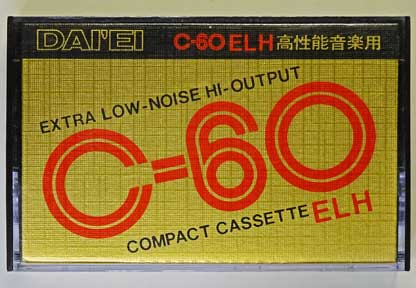 DAI'EI C-60 ELH 高性能音楽用
EXTRA LOW-NOISE HI-OUTPUT
C-60
COMPACT CASSETTE ELH